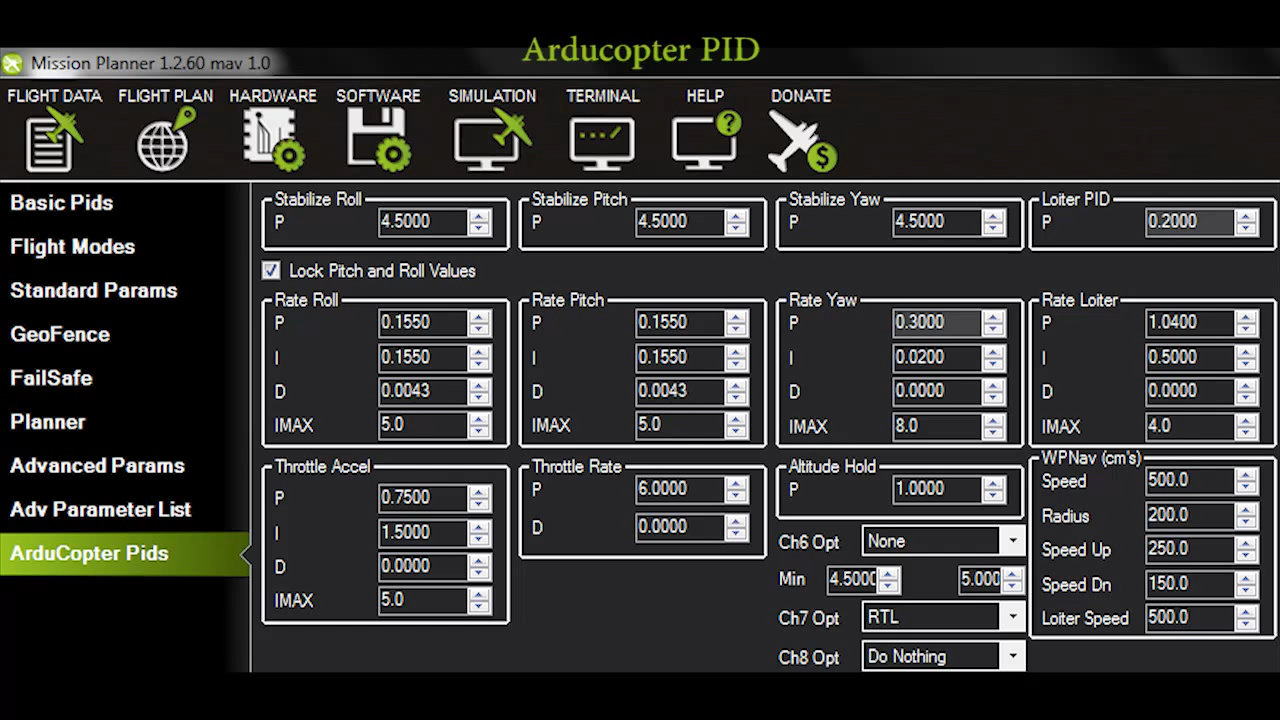 Arducopter PID
Mission Planner 1.2.60 mav 1.0
FLIGHT DATA FLIGHT PLAN HARDWARE SOFTWARE SIMULATION TERMINAL HELP DONATE
Basic Pids
Flight Modes
Standard Params
GeoFence
FailSafe
Planner
Advanced Params
Adv Parameter List
ArduCopter Pids
Stabilize Roll
P 4.5000
Stabilize Pitch
P 4.5000
Stabilize Yaw
P 4.5000
Loiter PID
P 0.2000
Lock Pitch and Roll Values
Rate Roll
P 0.1550
I 0.1550
D 0.0043
IMAX 5.0
Rate Pitch
P 0.1550
I 0.1550
D 0.0043
IMAX 5.0
Rate Yaw
P 0.3000
I 0.0200
D 0.0000
IMAX 8.0
Rate Loiter
P 1.0400
I 0.5000
D 0.0000
IMAX 4.0
Throttle Accel
P 0.7500
I 1.5000
D 0.0000
IMAX 5.0
Throttle Rate
P 6.0000
D 0.0000
Altitude Hold
P 1.0000
Ch6 Opt None
Min 4.5000 5.000
Ch7 Opt RTL
Ch8 Opt Do Nothing
WPNav (cm's)
Speed 500.0
Radius 200.0
Speed Up 250.0
Speed Dn 150.0
Loiter Speed 500.0